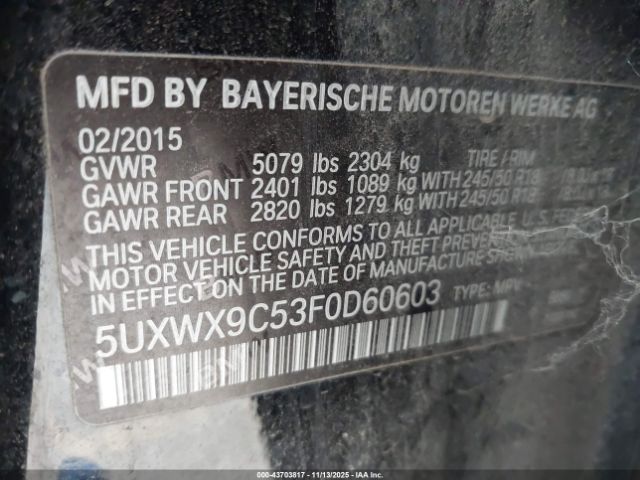 MFD BY BAYERISCHE MOTOREN WERKE AG
02/2015 TIRE/RIM
GVWR 5079 lbs 2304 kg
GAWR FRONT 2401 lbs 1089 kg WITH 245/50 R18
GAWR REAR 2820 lbs 1279 kg WITH 245/50 R18
THIS VEHICLE CONFORMS TO ALL APPLICABLE U.S.
MOTOR VEHICLE SAFETY AND THEFT PREVENTION
IN EFFECT ON THE DATE OF MANUFACTURE
5UXWX9C53F0D60603 TYPE: MPV
000-43703817 - 11/13/2025 - IAA Inc.